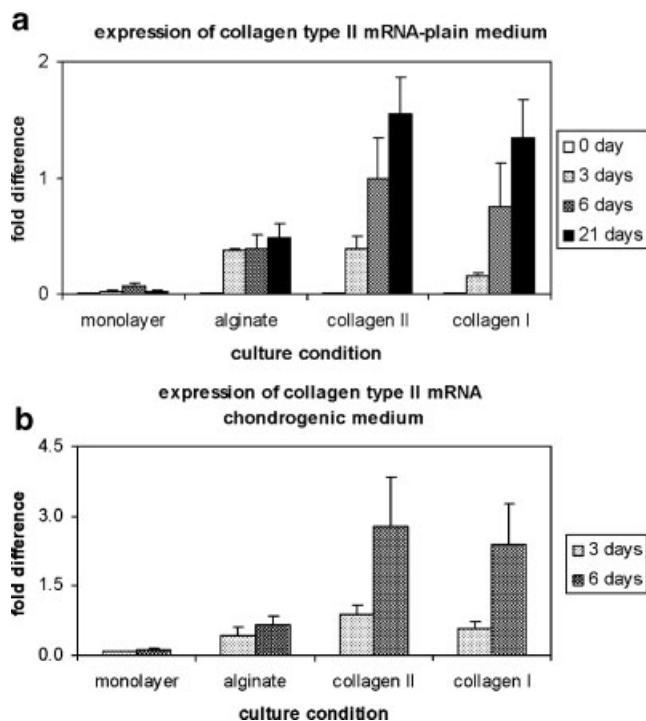 a
expression of collagen type II mRNA-plain medium
2
1
0
fold difference
monolayer alginate collagen II collagen I
culture condition
0 day
3 days
6 days
21 days
b
expression of collagen type II mRNA
chondrogenic medium
4.5
3.0
1.5
0.0
fold difference
monolayer alginate collagen II collagen I
culture condition
3 days
6 days